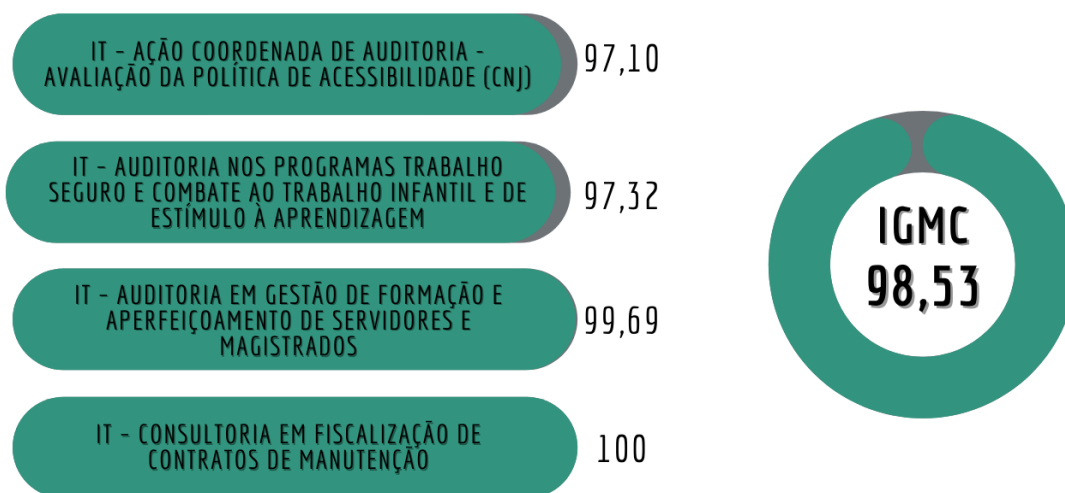 IT - AÇÃO COORDENADA DE AUDITORIA -
AVALIAÇÃO DA POLÍTICA DE ACESSIBILIDADE (CNJ)
97,10
IT - AUDITORIA NOS PROGRAMAS TRABALHO
SEGURO E COMBATE AO TRABALHO INFANTIL E DE
ESTÍMULO À APRENDIZAGEM
97,32
IT - AUDITORIA EM GESTÃO DE FORMAÇÃO E
APERFEIÇOAMENTO DE SERVIDORES E
MAGISTRADOS
99,69
IT - CONSULTORIA EM FISCALIZAÇÃO DE
CONTRATOS DE MANUTENÇÃO
100
IGMC
98,53